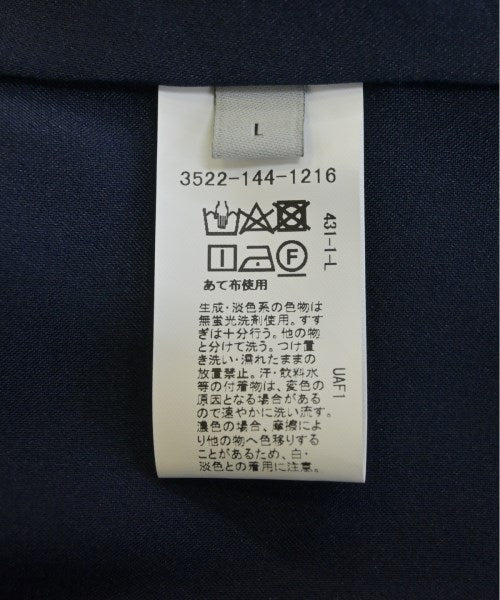 L
3522-144-1216
F
あて布使用
生成・淡色系の色物は
無蛍光洗剤使用。すす
ぎは十分行う。他の物
と分けて洗う。つけ置
き洗い・濡れたままの
放置禁止。汗・飲料水
等の付着物は、変色の
原因となる場合がある
ので速やかに洗い流す。
濃色の場合、摩擦によ
り他の物へ色移りする
ことがあるため、白・
淡色との着用に注意。
431-1-L
UAF1